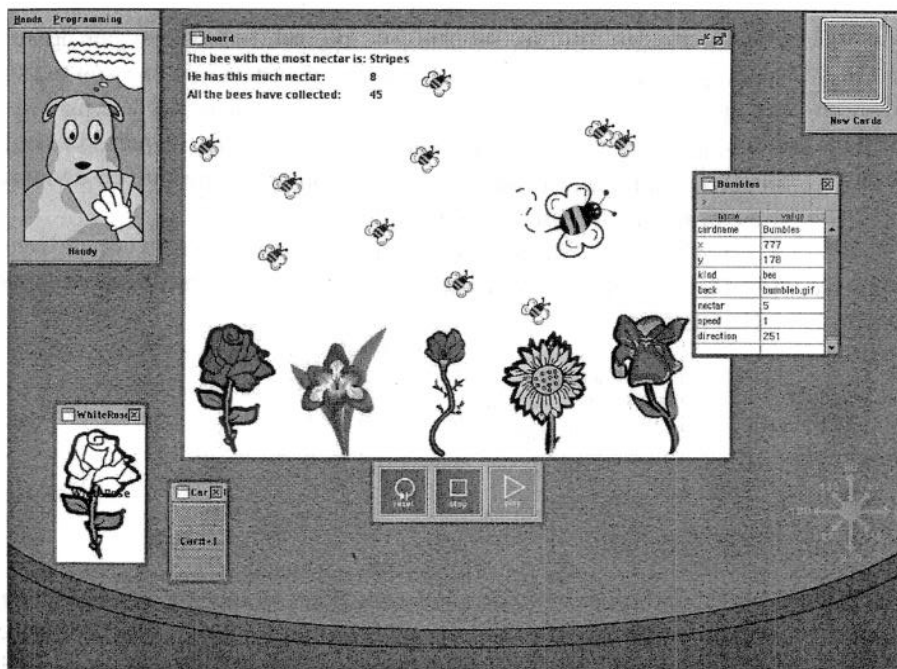 Hands Programming
Handy
board
The bee with the most nectar is: Stripes
He has this much nectar: 8
All the bees have collected: 45
New Cards
Bumbles
name value
cardname Bumbles
x 777
y 178
kind bee
back bumbleb.gif
nectar 5
speed 1
direction 251
WhiteRose
WhiteRose
Car
reset
stop
play